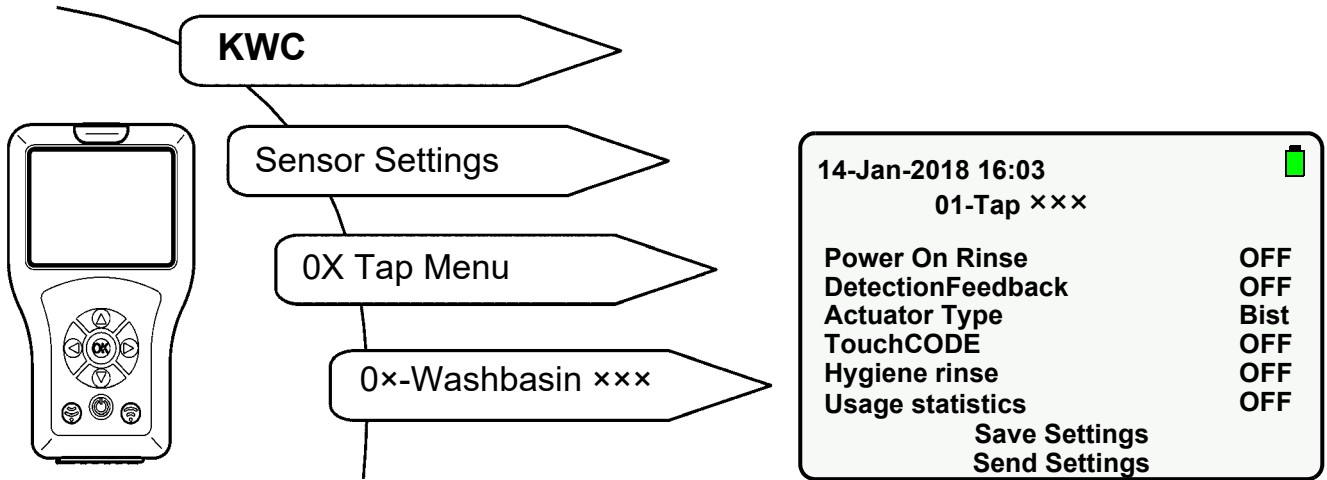 KWC
Sensor Settings
0X Tap Menu
0×-Washbasin ×××
OK
14-Jan-2018 16:03
01-Tap ×××
Power On Rinse OFF
DetectionFeedback OFF
Actuator Type Bist
TouchCODE OFF
Hygiene rinse OFF
Usage statistics OFF
Save Settings
Send Settings